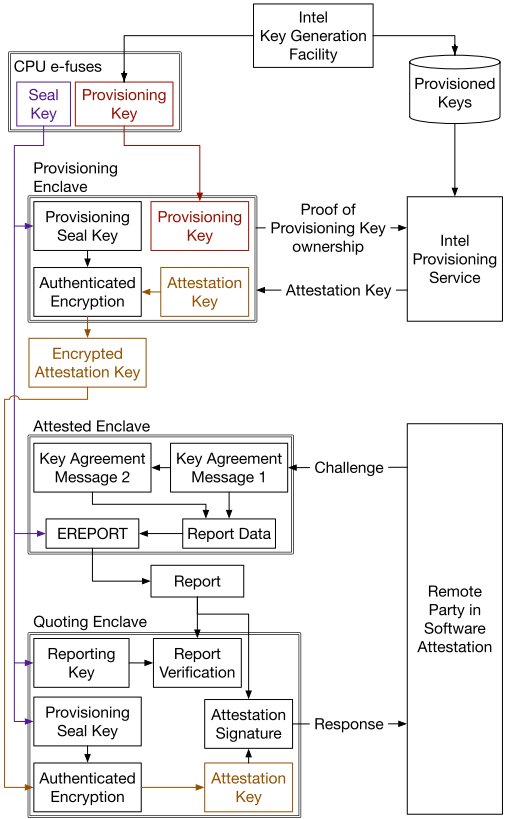 Intel
Key Generation
Facility
CPU e-fuses
Seal
Key
Provisioning
Key
Provisioned
Keys
Provisioning
Enclave
Provisioning
Seal Key
Provisioning
Key
Proof of
Provisioning Key
ownership
Intel
Provisioning
Service
Authenticated
Encryption
Attestation
Key
Attestation Key
Encrypted
Attestation Key
Attested Enclave
Key Agreement
Message 2
Key Agreement
Message 1
Challenge
EREPORT
Report Data
Report
Remote
Party in
Software
Attestation
Quoting Enclave
Reporting
Key
Report
Verification
Provisioning
Seal Key
Attestation
Signature
Response
Authenticated
Encryption
Attestation
Key